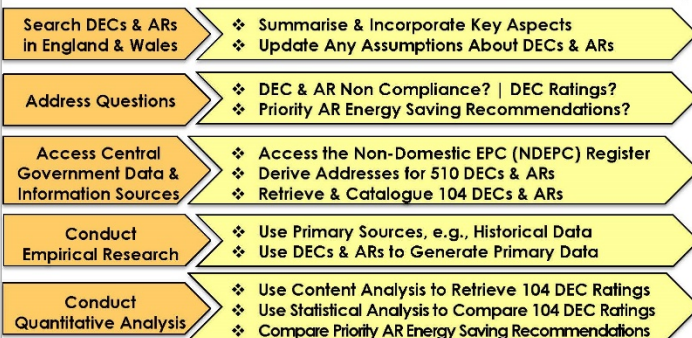 Search DECs & ARs
in England & Wales
❖ Summarise & Incorporate Key Aspects
❖ Update Any Assumptions About DECs & ARs
Address Questions
❖ DEC & AR Non Compliance? | DEC Ratings?
❖ Priority AR Energy Saving Recommendations?
Access Central
Government Data &
Information Sources
❖ Access the Non-Domestic EPC (NDEPC) Register
❖ Derive Addresses for 510 DECs & ARs
❖ Retrieve & Catalogue 104 DECs & ARs
Conduct
Empirical Research
❖ Use Primary Sources, e.g., Historical Data
❖ Use DECs & ARs to Generate Primary Data
Conduct
Quantitative Analysis
❖ Use Content Analysis to Retrieve 104 DEC Ratings
❖ Use Statistical Analysis to Compare 104 DEC Ratings
❖ Compare Priority AR Energy Saving Recommendations